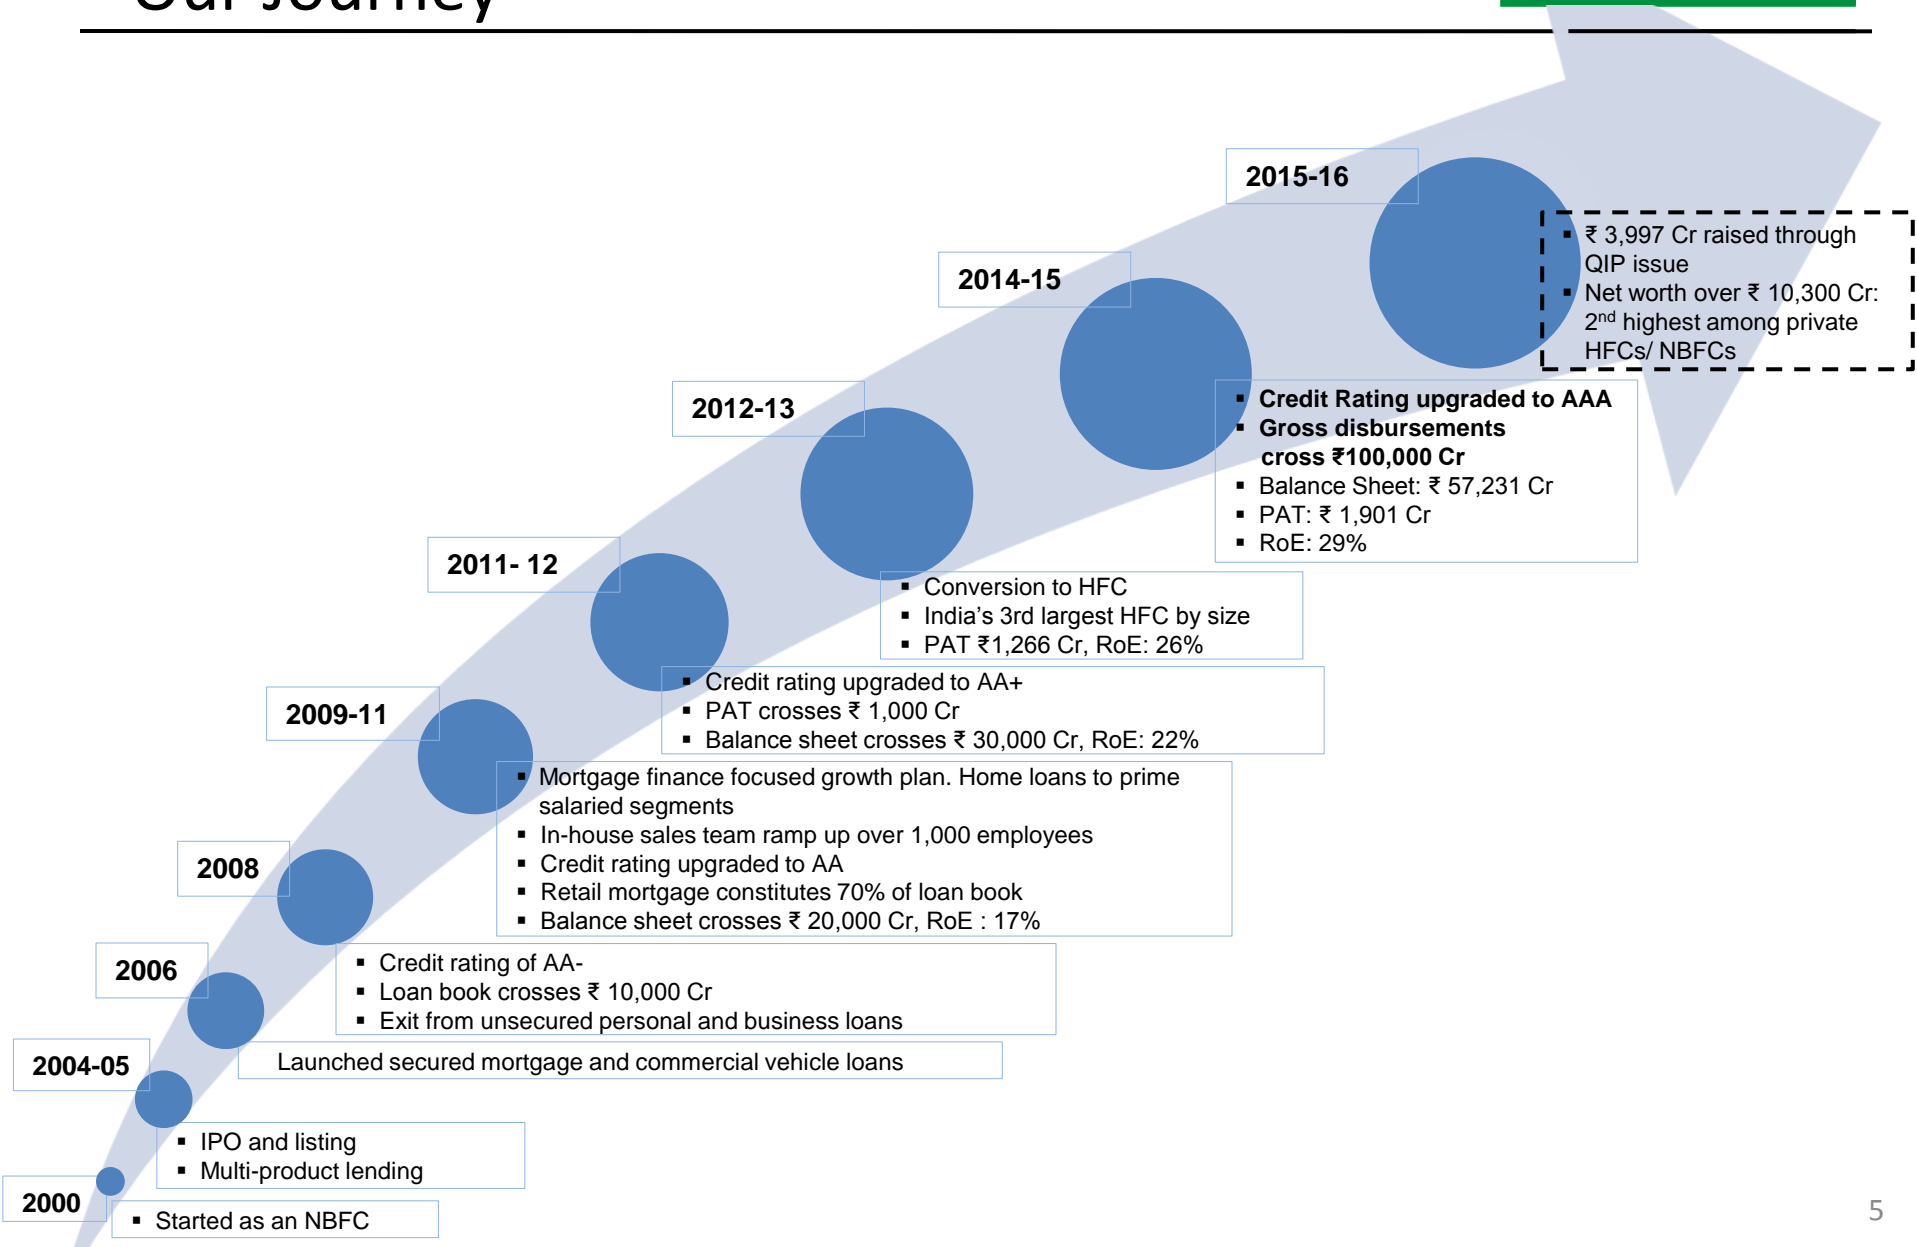 Our Journey
2015-16
▪ ₹ 3,997 Cr raised through
QIP issue
▪ Net worth over ₹ 10,300 Cr:
2nd highest among private
HFCs/ NBFCs
2014-15
▪ Credit Rating upgraded to AAA
▪ Gross disbursements
cross ₹100,000 Cr
▪ Balance Sheet: ₹ 57,231 Cr
▪ PAT: ₹ 1,901 Cr
▪ RoE: 29%
2012-13
▪ Conversion to HFC
▪ India’s 3rd largest HFC by size
▪ PAT ₹1,266 Cr, RoE: 26%
2011- 12
▪ Credit rating upgraded to AA+
▪ PAT crosses ₹ 1,000 Cr
▪ Balance sheet crosses ₹ 30,000 Cr, RoE: 22%
2009-11
▪ Mortgage finance focused growth plan. Home loans to prime
salaried segments
▪ In-house sales team ramp up over 1,000 employees
▪ Credit rating upgraded to AA
▪ Retail mortgage constitutes 70% of loan book
▪ Balance sheet crosses ₹ 20,000 Cr, RoE : 17%
2008
▪ Credit rating of AA-
▪ Loan book crosses ₹ 10,000 Cr
▪ Exit from unsecured personal and business loans
2006
Launched secured mortgage and commercial vehicle loans
2004-05
▪ IPO and listing
▪ Multi-product lending
2000
▪ Started as an NBFC
5